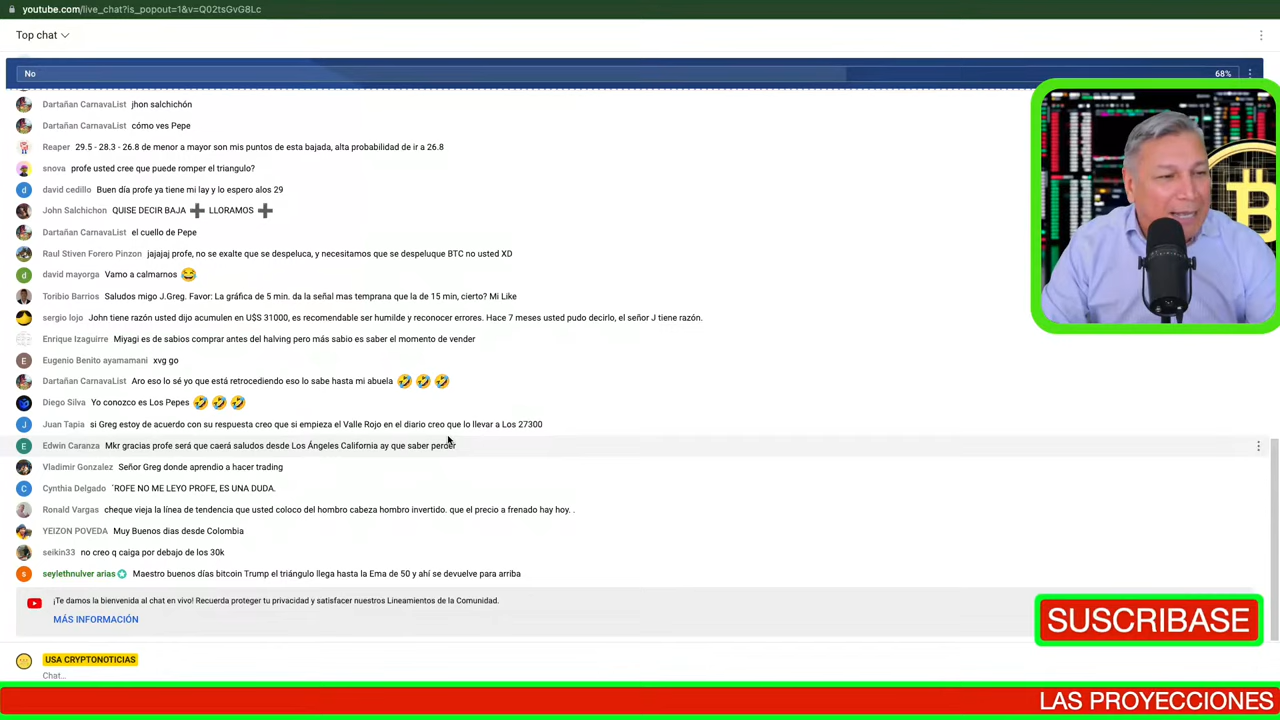 youtube.com/live_chat?is_popout=1&v=Q02tsGvG8Lc
Top chat
No 68%
Dartañan CarnavaList jhon salchichón
Dartañan CarnavaList cómo ves Pepe
Reaper 29.5 - 28.3 - 26.8 de menor a mayor son mis puntos de esta bajada, alta probabilidad de ir a 26.8
snova profe usted cree que puede romper el triangulo?
david cedillo Buen día profe ya tiene mi lay y lo espero alos 29
John Salchichon QUISE DECIR BAJA ➕ LLORAMOS ➕
Dartañan CarnavaList el cuello de Pepe
Raul Stiven Forero Pinzon jajajaj profe, no se exalte que se despeluca, y necesitamos que se despeluque BTC no usted XD
david mayorga Vamo a calmarnos 😂
Toribio Barrios Saludos migo J.Greg. Favor: La gráfica de 5 min. da la señal mas temprana que la de 15 min, cierto? Mi Like
sergio lojo John tiene razón usted dijo acumulen en U$S 31000, es recomendable ser humilde y reconocer errores. Hace 7 meses usted pudo decirlo, el señor J tiene razón.
Enrique Izaguirre Miyagi es de sabios comprar antes del halving pero más sabio es saber el momento de vender
Eugenio Benito ayamamani xvg go
Dartañan CarnavaList Aro eso lo sé yo que está retrocediendo eso lo sabe hasta mi abuela 🤣 🤣 🤣
Diego Silva Yo conozco es Los Pepes 🤣 🤣 🤣
Juan Tapia si Greg estoy de acuerdo con su respuesta creo que si empieza el Valle Rojo en el diario creo que lo llevar a Los 27300
Edwin Caranza Mkr gracias profe será que caerá saludos desde Los Ángeles California ay que saber perder
Vladimir Gonzalez Señor Greg donde aprendio a hacer trading
Cynthia Delgado ´ROFE NO ME LEYO PROFE, ES UNA DUDA.
Ronald Vargas cheque vieja la línea de tendencia que usted coloco del hombro cabeza hombro invertido. que el precio a frenado hay hoy. .
YEIZON POVEDA Muy Buenos dias desde Colombia
seikin33 no creo q caiga por debajo de los 30k
seylethnulver arias Maestro buenos días bitcoin Trump el triángulo llega hasta la Ema de 50 y ahí se devuelve para arriba
¡Te damos la bienvenida al chat en vivo! Recuerda proteger tu privacidad y satisfacer nuestros Lineamientos de la Comunidad.
MÁS INFORMACIÓN
SUSCRIBASE
USA CRYPTONOTICIAS
Chat...
LAS PROYECCIONES